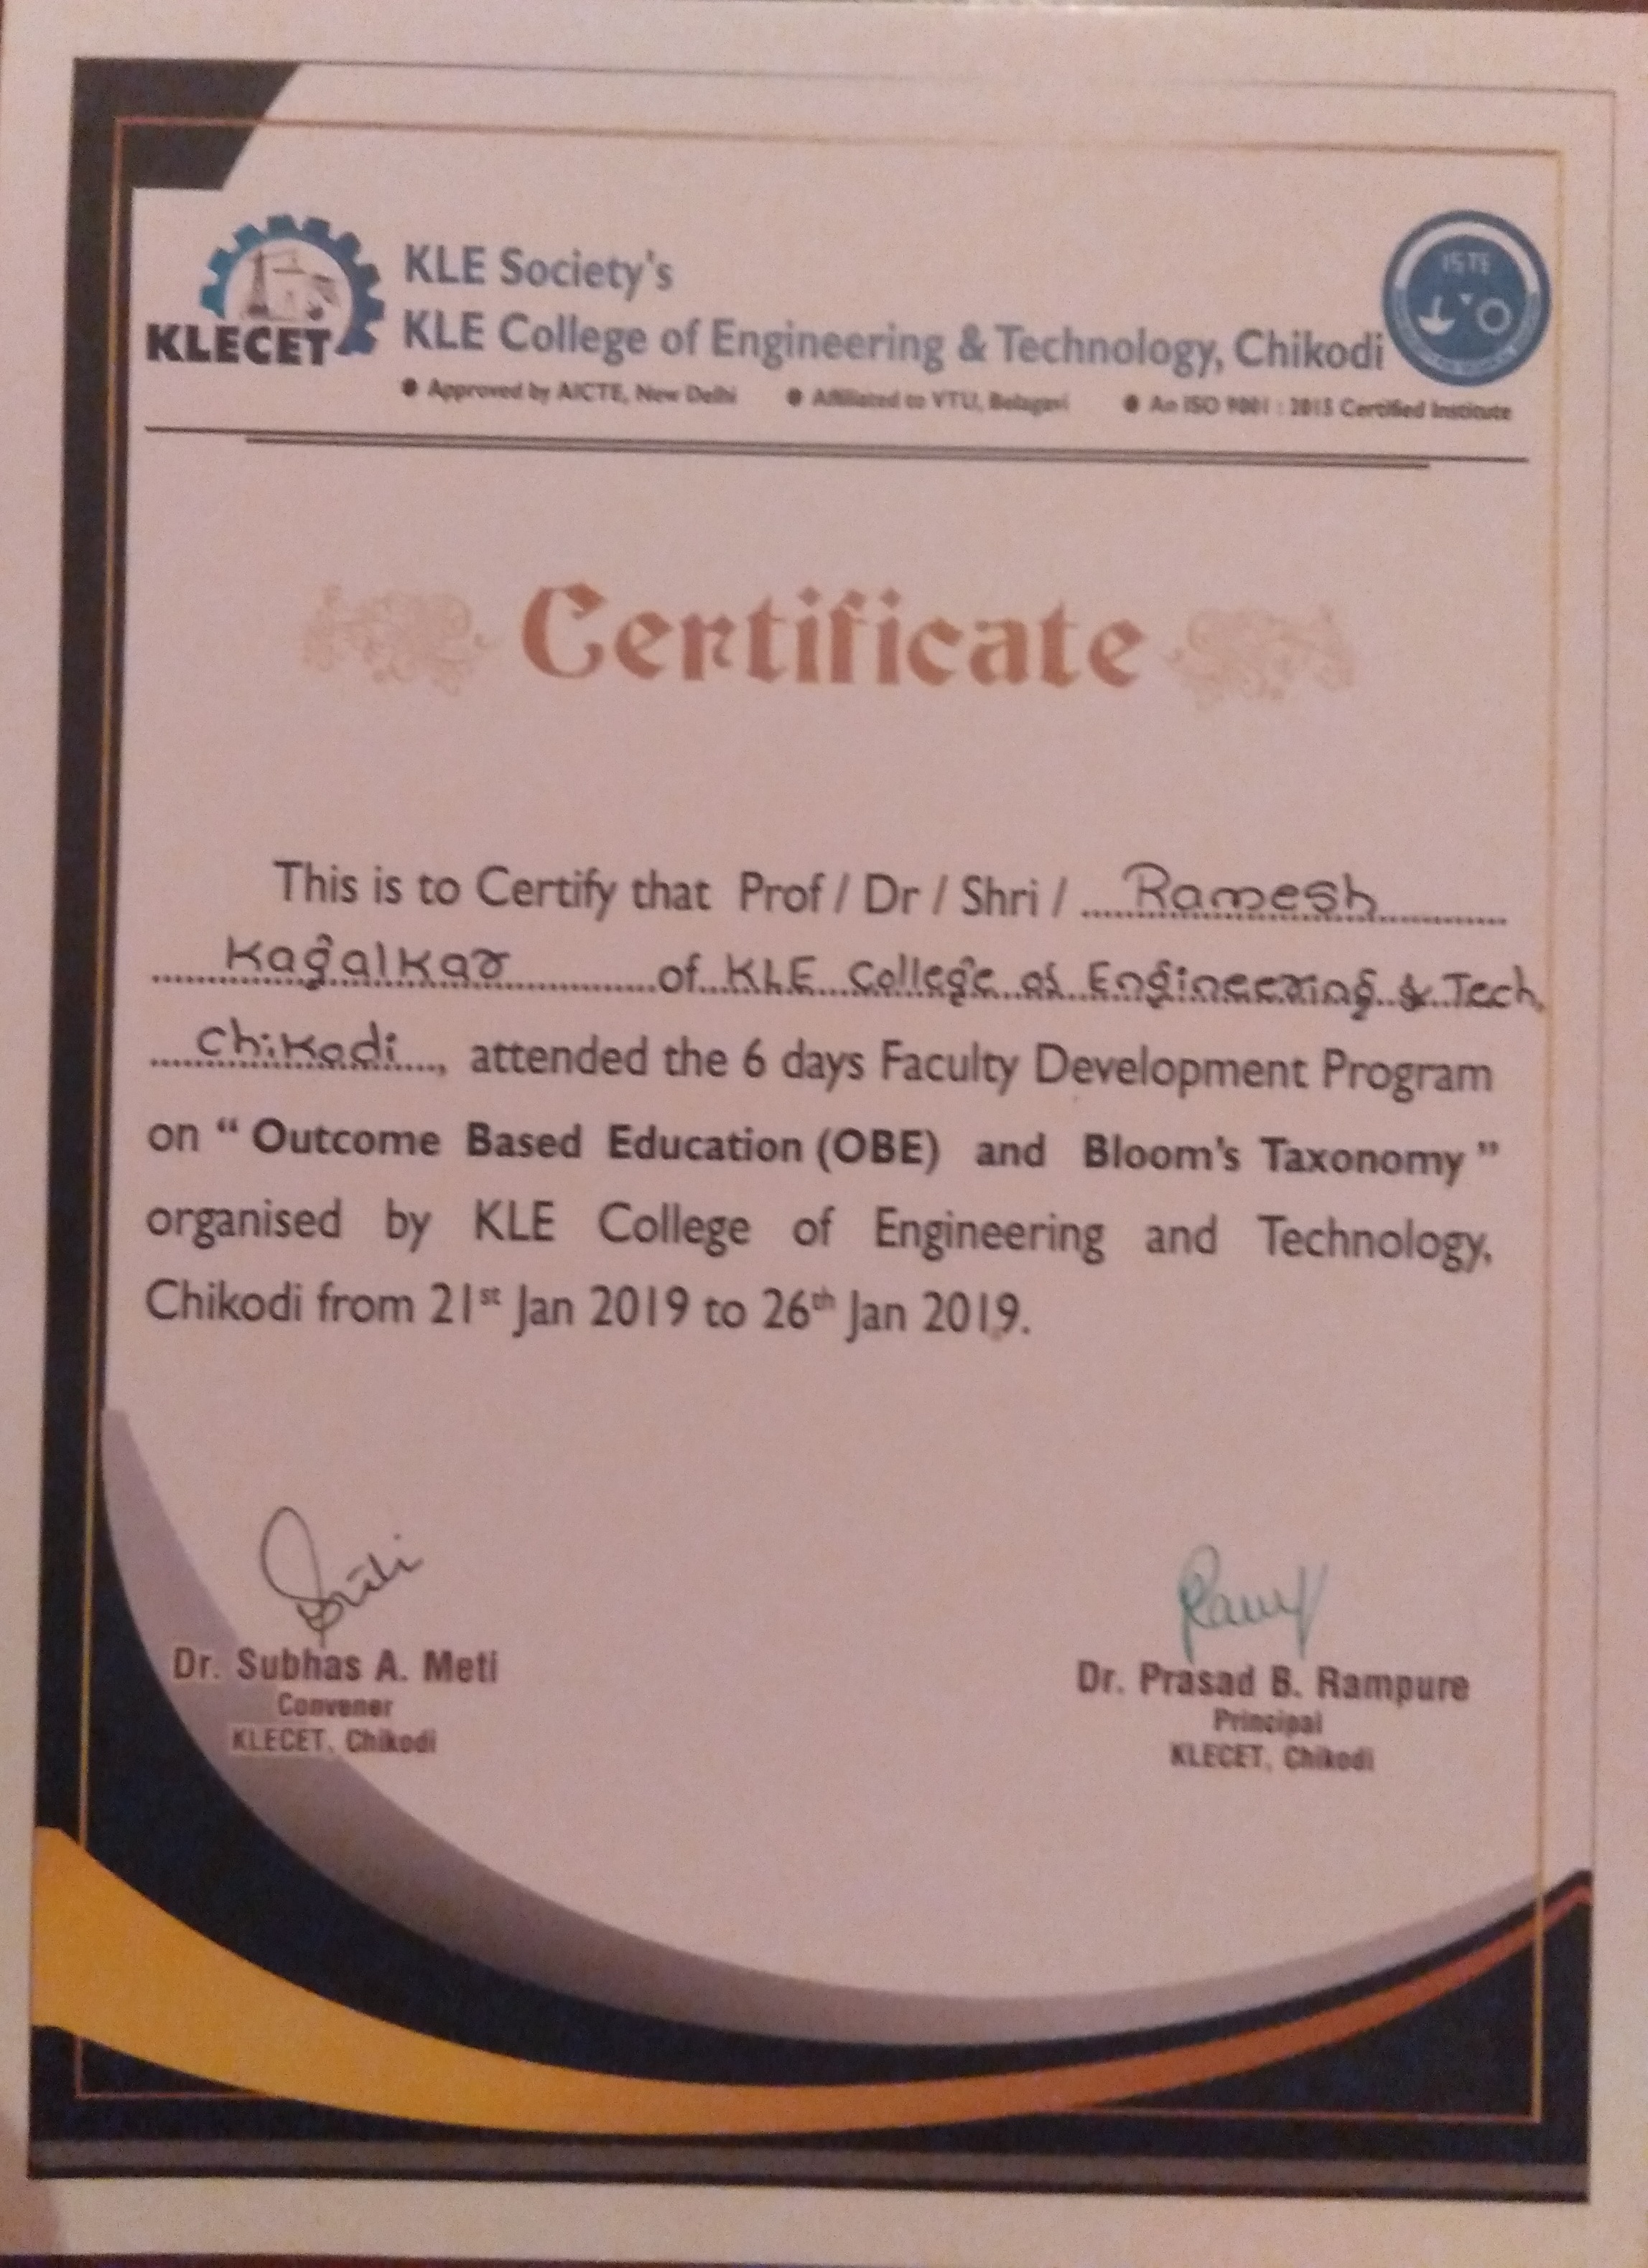 KLECET
KLE Society's
KLE College of Engineering & Technology, Chikodi
ISTE
● Approved by AICTE, New Delhi ● Affiliated to VTU, Belagavi ● An ISO 9001 : 2015 Certified Institute
Certificate
This is to Certify that Prof / Dr / Shri / Ramesh
Kagalkar of KLE College of Engineering & Tech,
Chikodi, attended the 6 days Faculty Development Program
on “ Outcome Based Education (OBE) and Bloom's Taxonomy ”
organised by KLE College of Engineering and Technology,
Chikodi from 21st Jan 2019 to 26th Jan 2019.
Dr. Subhas A. Meti
Convener
KLECET, Chikodi
Dr. Prasad B. Rampure
Principal
KLECET, Chikodi